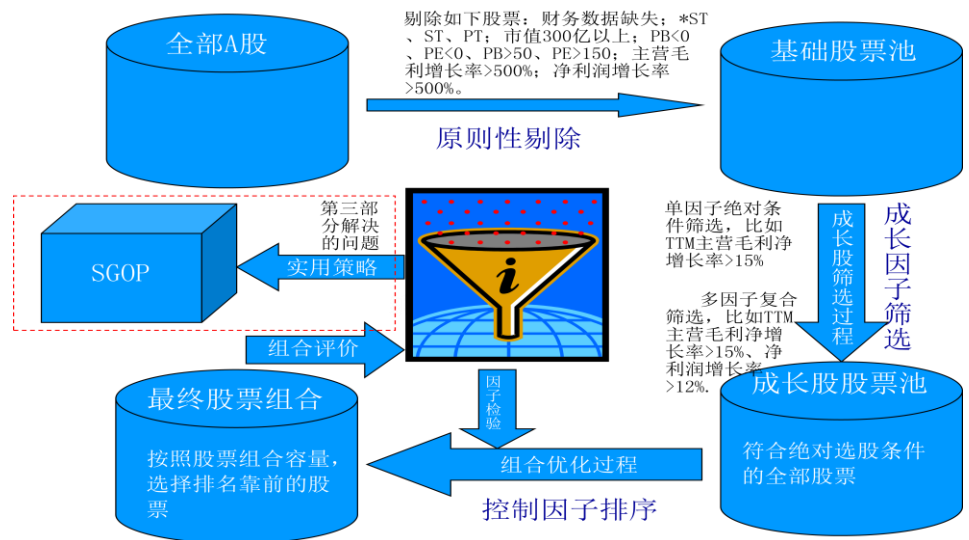 全部A股
剔除如下股票：财务数据缺失；*ST
、ST、PT；市值300亿以上；PB<0
、PE<0、PB>50、PE>150；主营毛
利增长率>500%；净利润增长率
>500%。
原则性剔除
基础股票池
单因子绝对条
件筛选，比如
TTM主营毛利净
增长率>15%
多因子复合
筛选，比如TTM
主营毛利净增
长率>15%、净
利润增长率
>12%.
成长股筛选过程
成长因子筛选
第三部
分解决
的问题
SGOP
实用策略
i
组合评价
因子检验
最终股票组合
按照股票组合容量，
选择排名靠前的股
票
组合优化过程
控制因子排序
成长股股票池
符合绝对选股条件
的全部股票